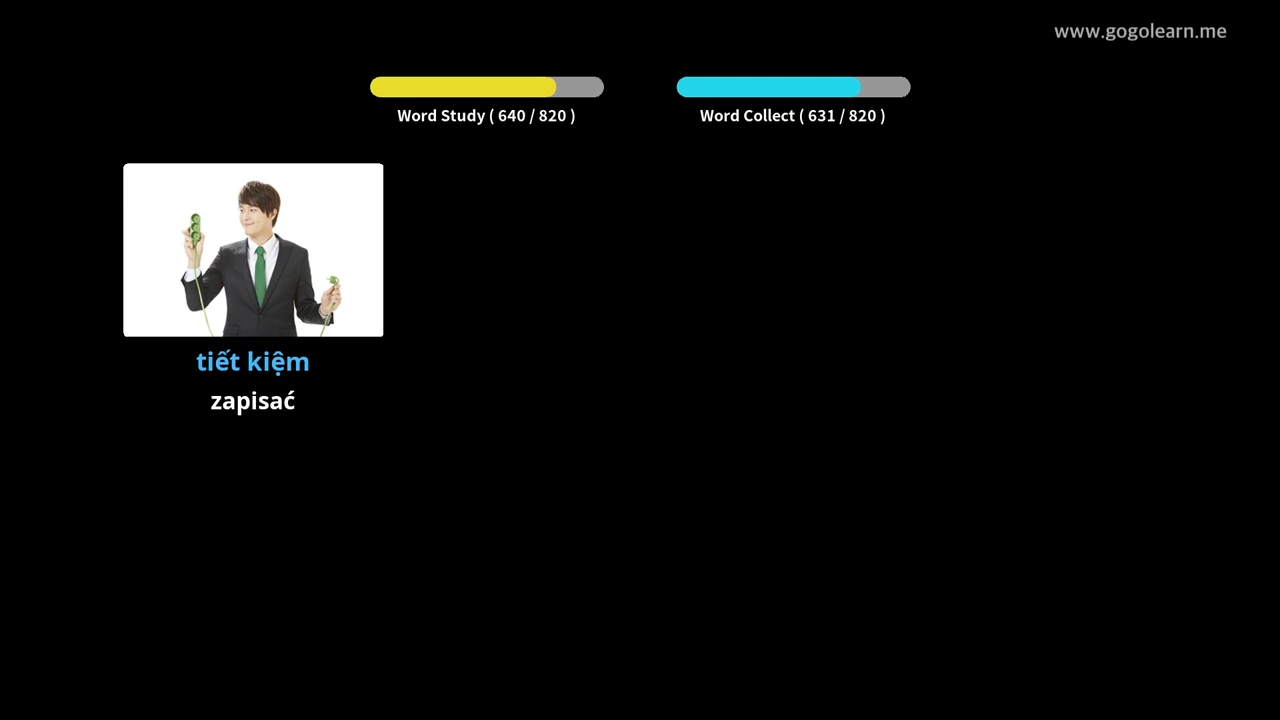 www.gogolearn.me
Word Study ( 640 / 820 )
Word Collect ( 631 / 820 )
tiết kiệm
zapisać